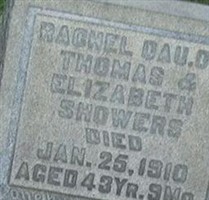 RACHEL DAU. O
THOMAS &
ELIZABETH
SHOWERS
DIED
JAN. 25, 1910
AGED 43 YR. 9 MO